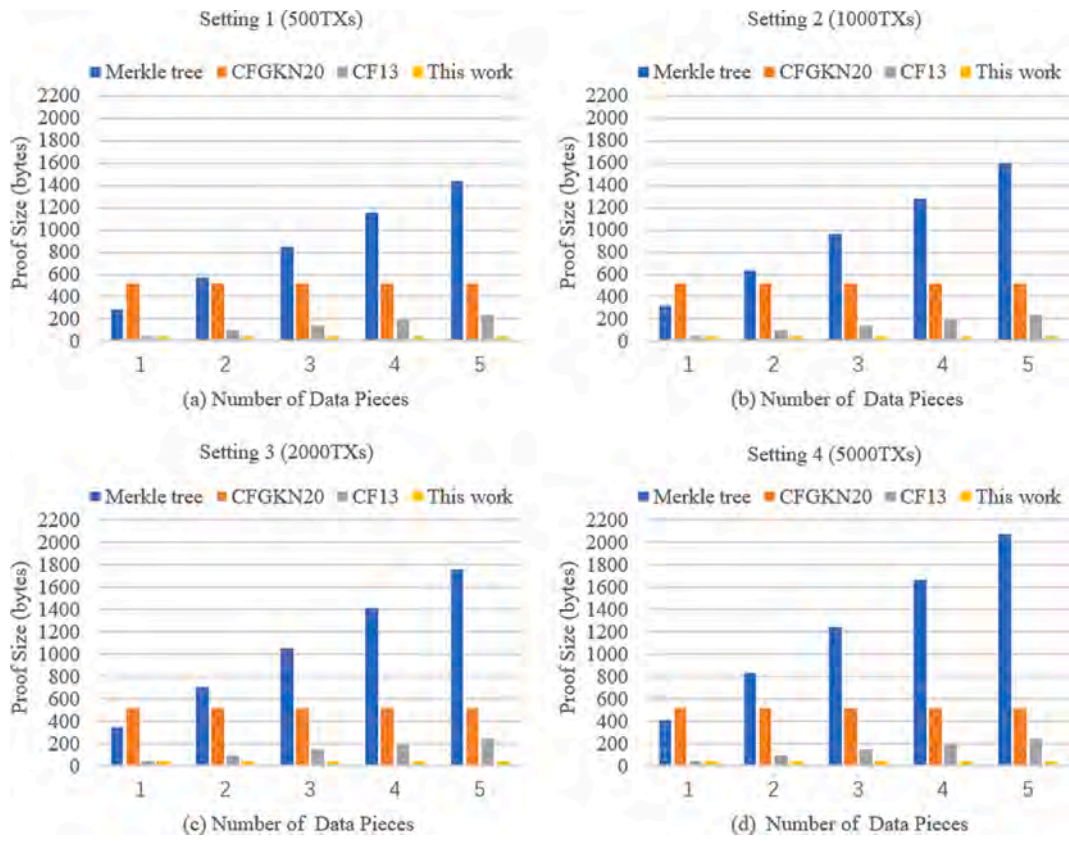 Setting 1 (500TXs)
Merkle tree CFGKN20 CF13 This work
Proof Size (bytes)
2200
2000
1800
1600
1400
1200
1000
800
600
400
200
0
1 2 3 4 5
(a) Number of Data Pieces
Setting 2 (1000TXs)
Merkle tree CFGKN20 CF13 This work
Proof Size (bytes)
2200
2000
1800
1600
1400
1200
1000
800
600
400
200
0
1 2 3 4 5
(b) Number of Data Pieces
Setting 3 (2000TXs)
Merkle tree CFGKN20 CF13 This work
Proof Size (bytes)
2200
2000
1800
1600
1400
1200
1000
800
600
400
200
0
1 2 3 4 5
(c) Number of Data Pieces
Setting 4 (5000TXs)
Merkle tree CFGKN20 CF13 This work
Proof Size (bytes)
2200
2000
1800
1600
1400
1200
1000
800
600
400
200
0
1 2 3 4 5
(d) Number of Data Pieces